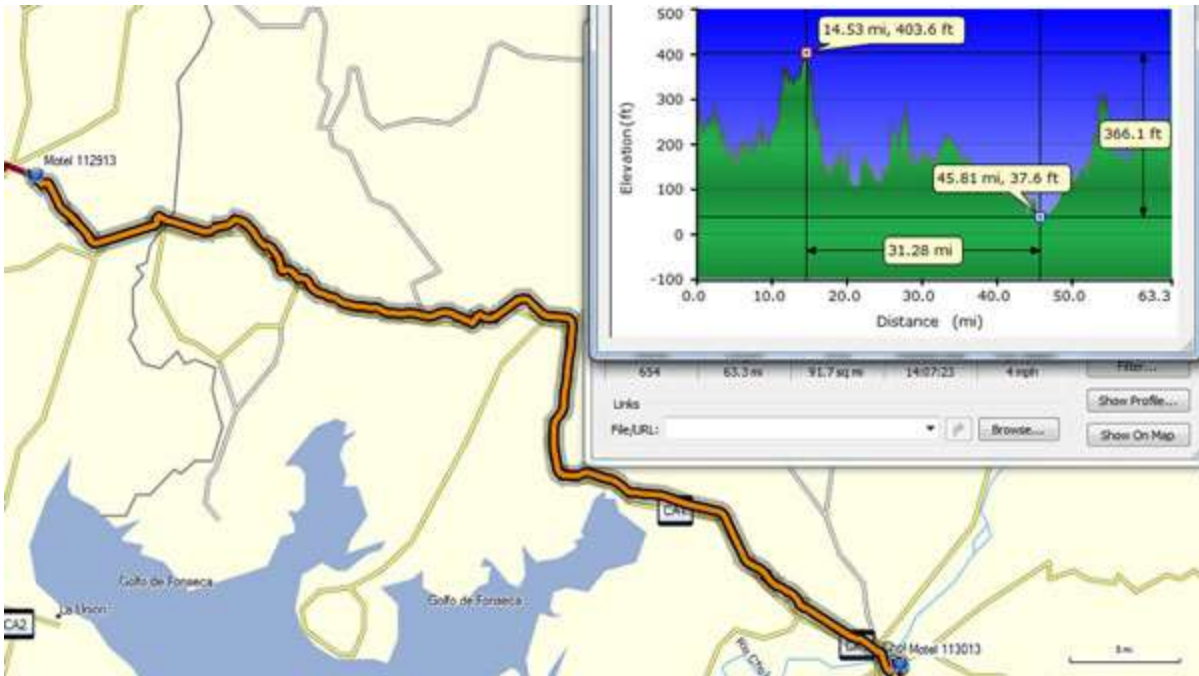 Motel 112913
Golfo de Fonseca
La Union
CA2
Golfo de Fonseca
CA1
Motel 113013
500
400
300
200
100
0
-100
Elevation (ft)
14.53 mi, 403.6 ft
366.1 ft
45.81 mi, 37.6 ft
31.28 mi
0.0 10.0 20.0 30.0 40.0 50.0 63.3
Distance (mi)
654 63.3 mi 91.7 sq mi 14:07:23 4 mph
Filter...
Links
Show Profile...
File/URL:
Browse...
Show On Map